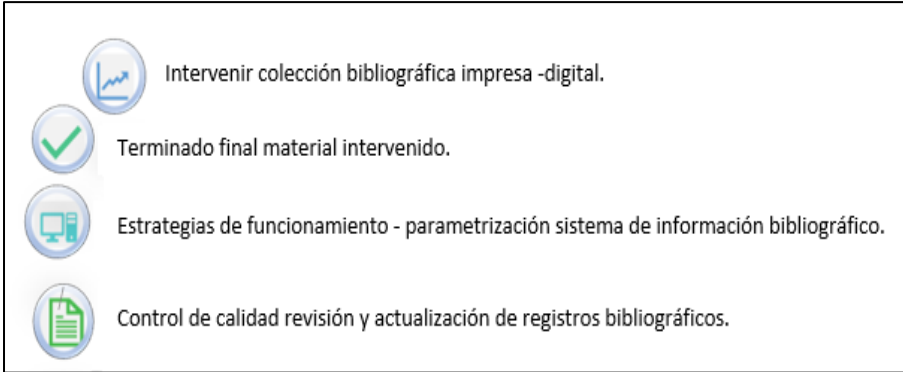 Intervenir colección bibliográfica impresa -digital.
Terminado final material intervenido.
Estrategias de funcionamiento - parametrización sistema de información bibliográfico.
Control de calidad revisión y actualización de registros bibliográficos.